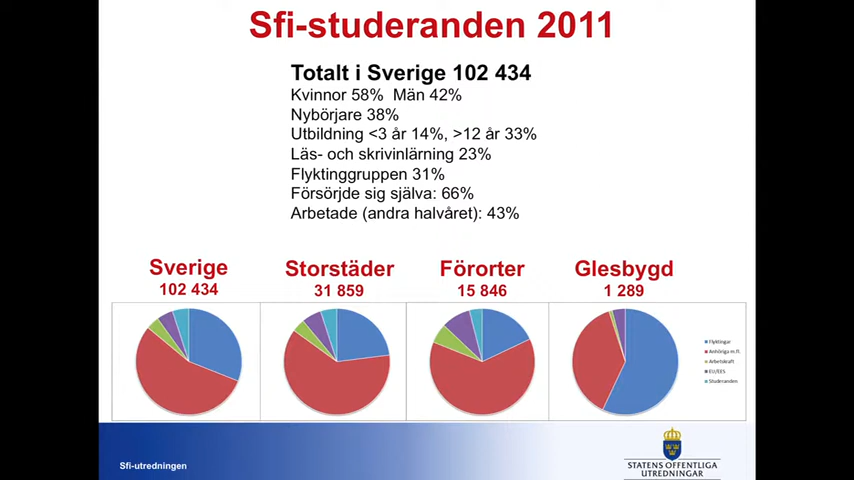 Sfi-studeranden 2011
Totalt i Sverige 102 434
Kvinnor 58% Män 42%
Nybörjare 38%
Utbildning <3 år 14%, >12 år 33%
Läs- och skrivinlärning 23%
Flyktinggruppen 31%
Försörjde sig själva: 66%
Arbetade (andra halvåret): 43%
Sverige
102 434
Storstäder
31 859
Förorter
15 846
Glesbygd
1 289
Flyktingar
Anhöriga m.fl.
Arbetskraft
EU/EES
Studeranden
Sfi-utredningen
STATENS OFFENTLIGA
UTREDNINGAR